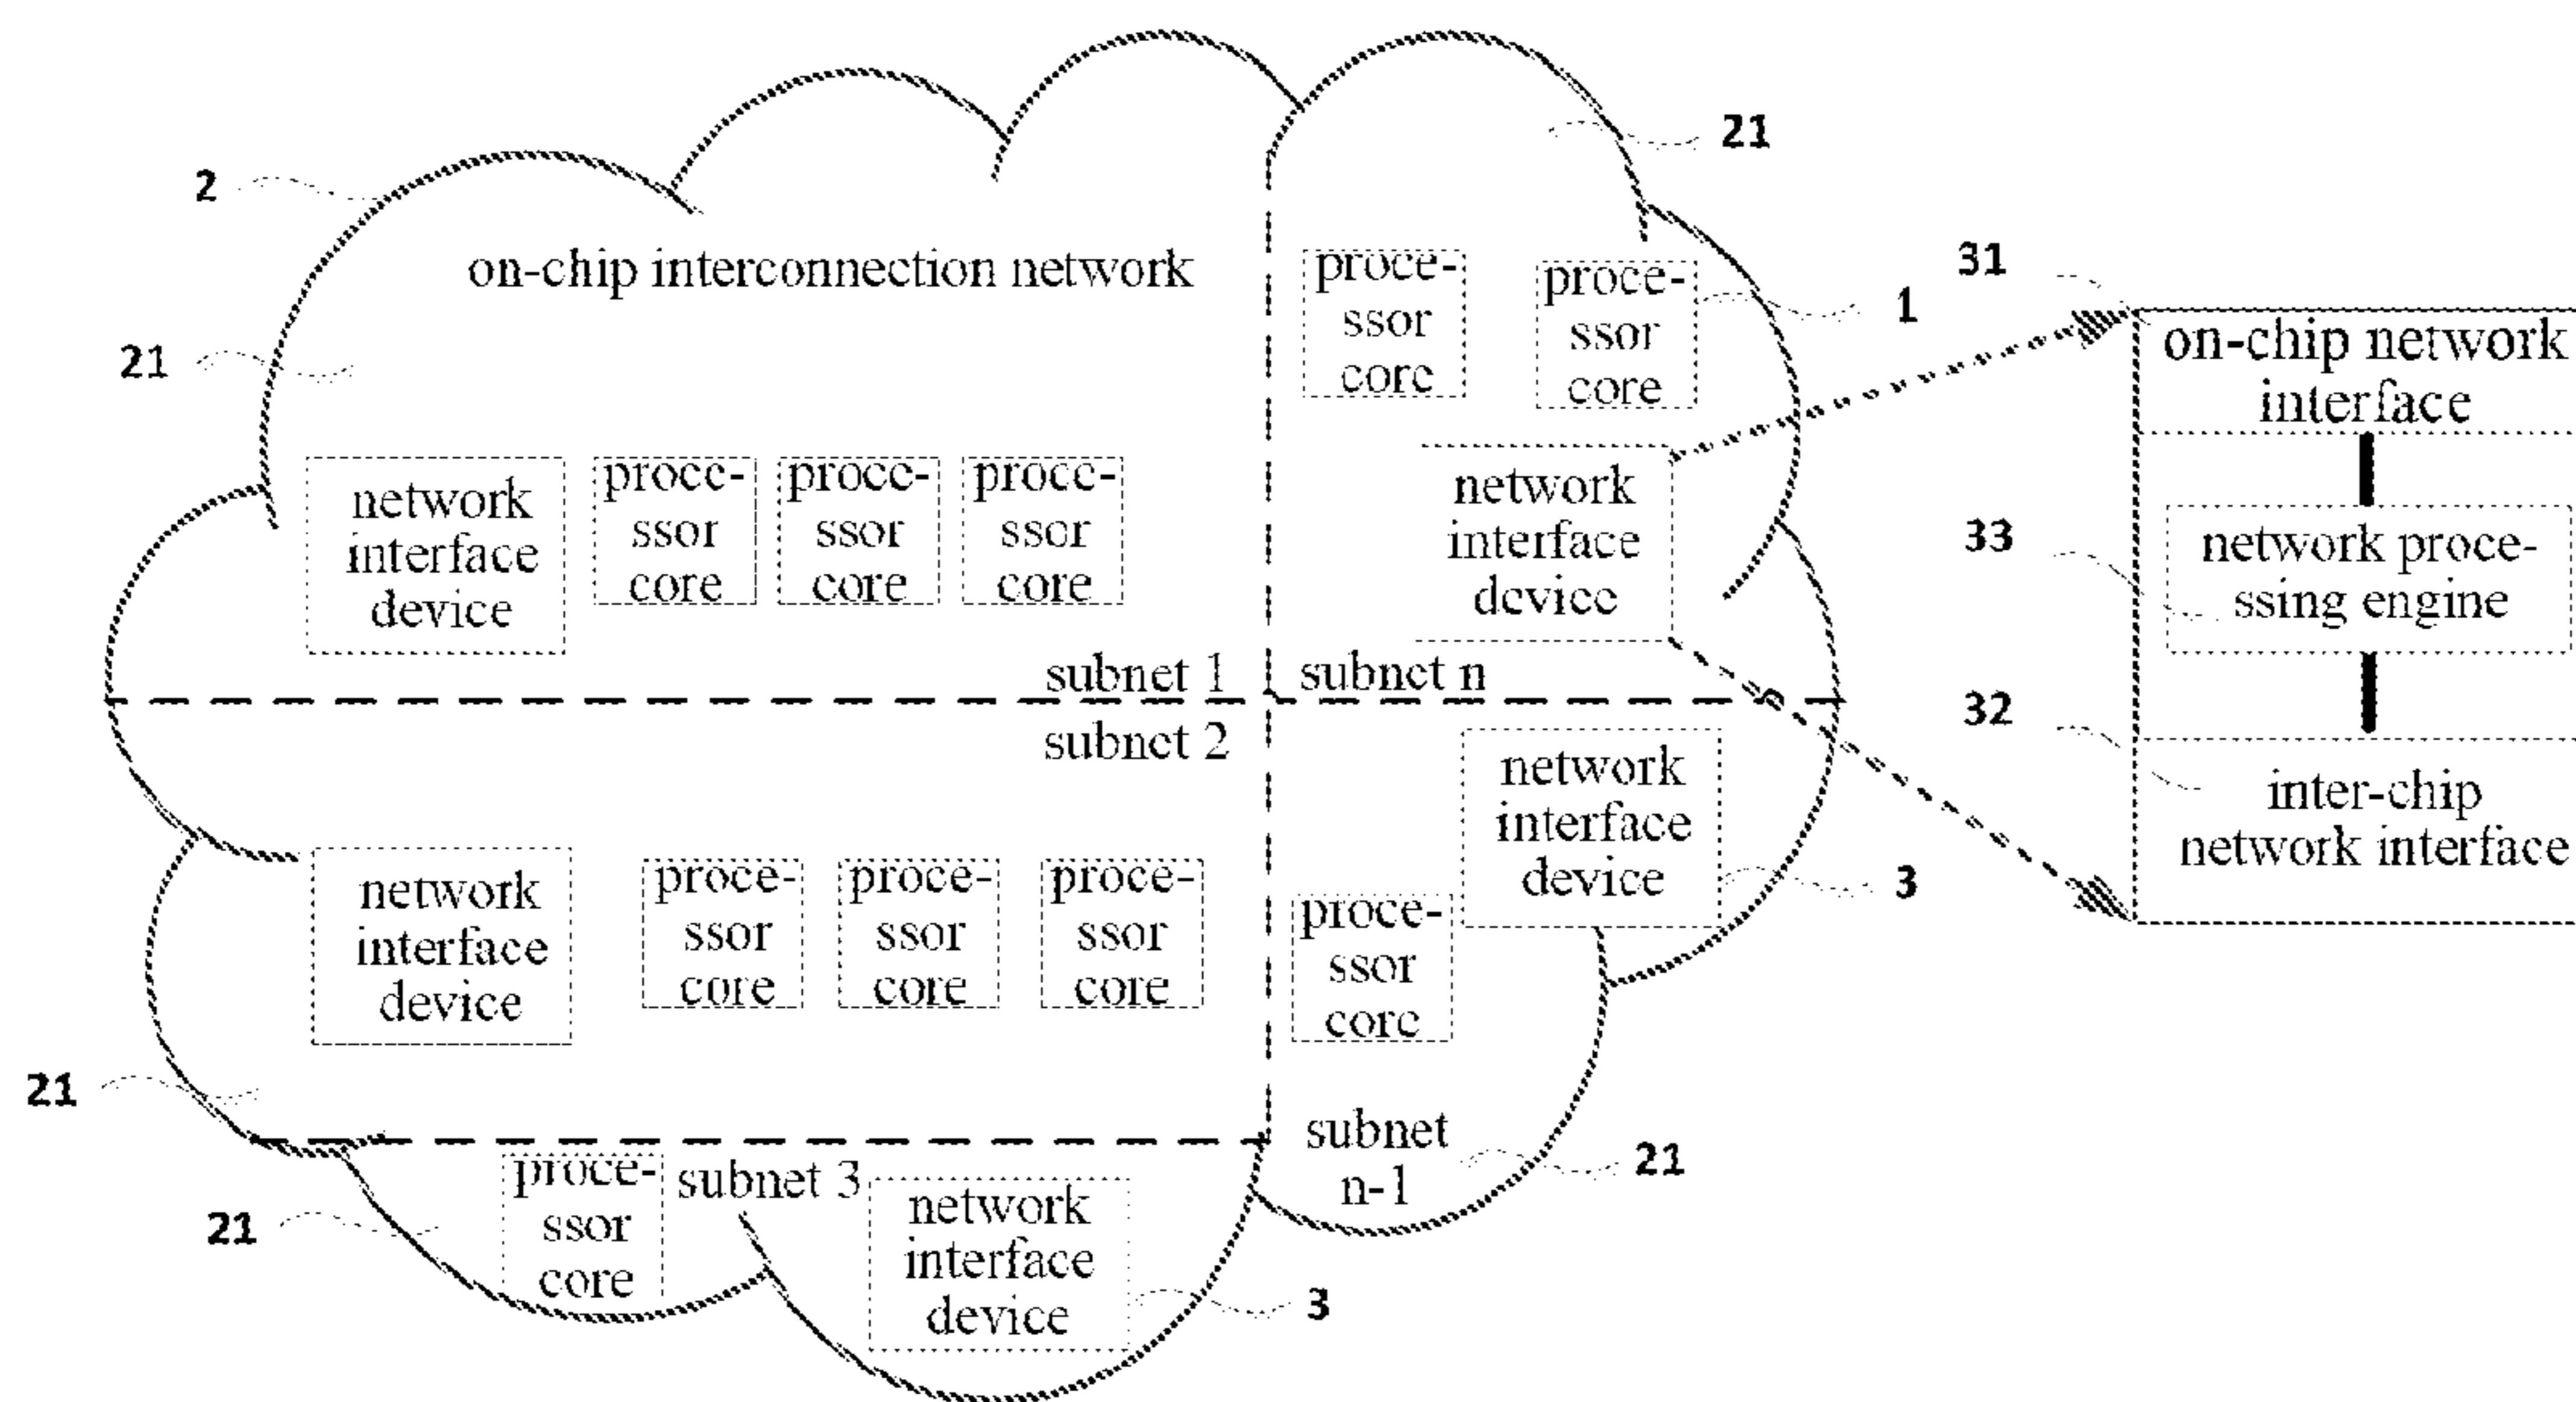 2
21
on-chip interconnection network
proce-
ssor
core
proce-
ssor
core
1
31
on-chip network
interface
21
network
interface
device
proce-
ssor
core
proce-
ssor
core
proce-
ssor
core
network
interface
device
33
network proce-
ssing engine
subnet 1
subnet n
32
inter-chip
network interface
subnet 2
network
interface
device
3
network
interface
device
proce-
ssor
core
proce-
ssor
core
proce-
ssor
core
proce-
ssor
core
21
subnet
n-1
21
21
proce-
ssor
core
subnet 3
network
interface
device
3